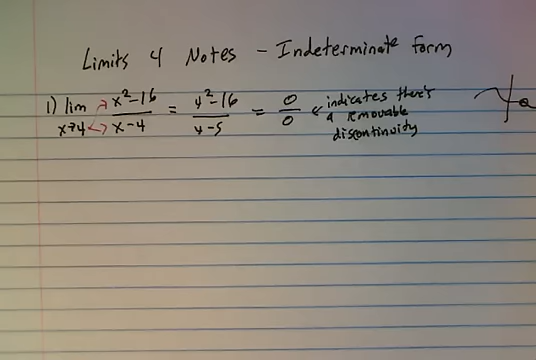 Limits 4 Notes - Indeterminate form
1) lim x→4 x²-16 / x-4 = 4²-16 / 4-5 = 0/0 ← indicates there's
a removable
discontinuity